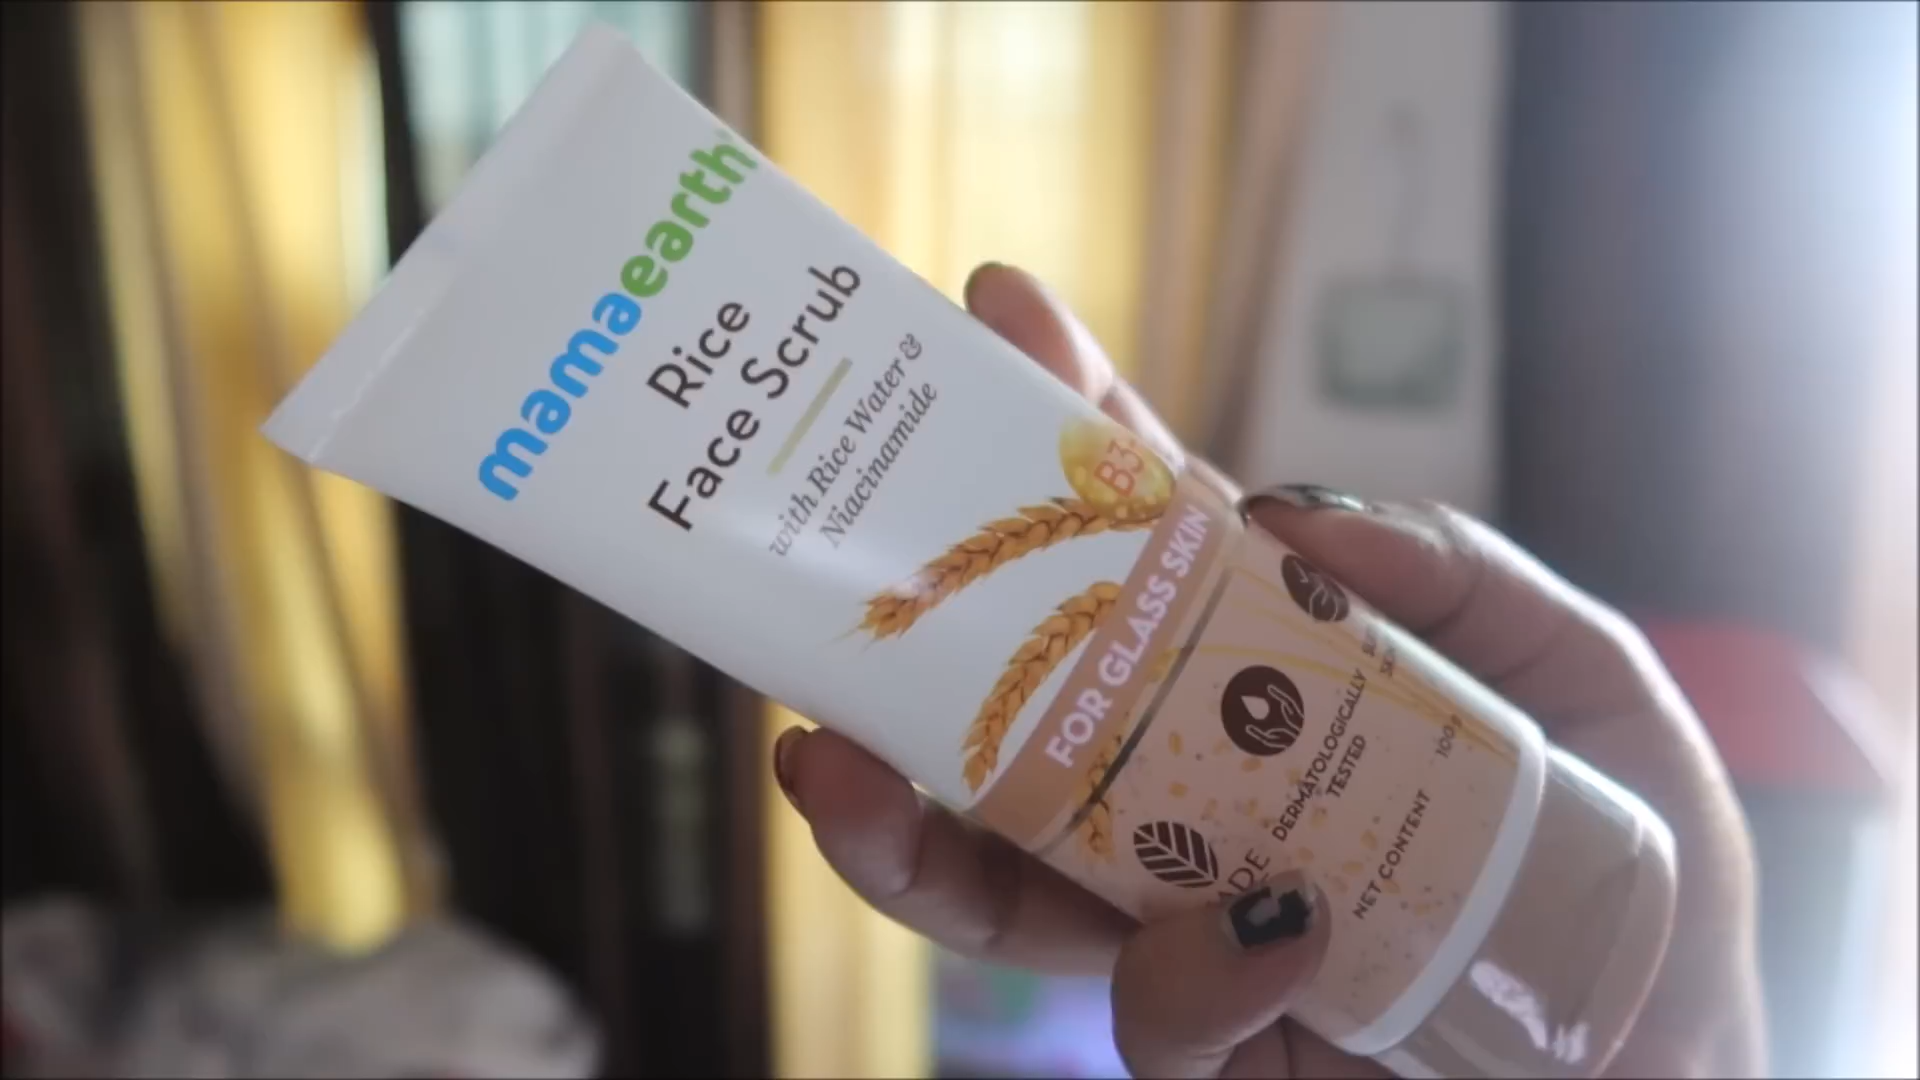 mamaearth
Rice
Face Scrub
with Rice Water &
Niacinamide
B3
FOR GLASS SKIN
DERMATOLOGICALLY
TESTED
NET CONTENT 100g